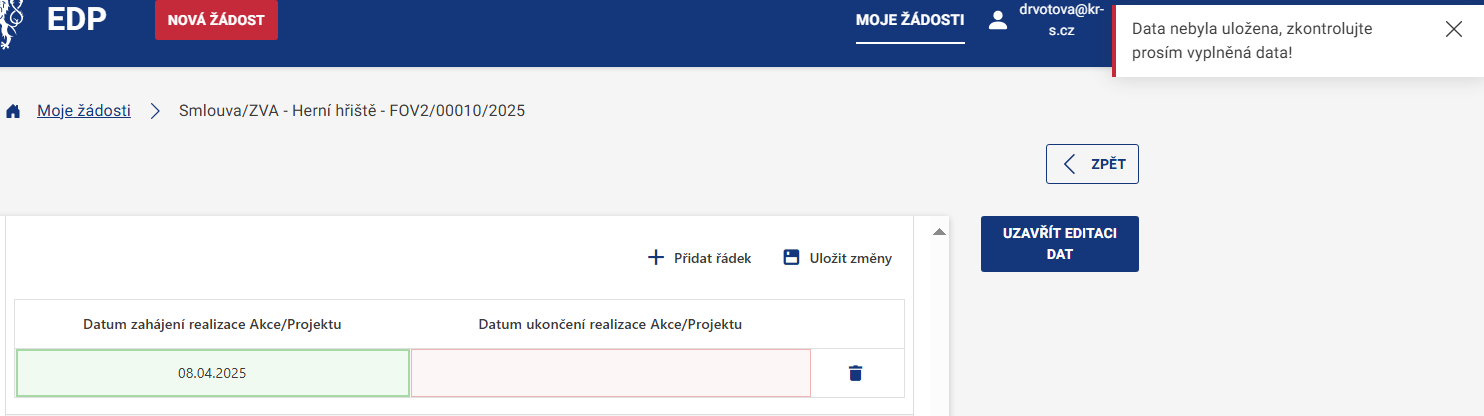 EDP
NOVÁ ŽÁDOST
MOJE ŽÁDOSTI
drvotova@kr-
s.cz
Data nebyla uložena, zkontrolujte
prosím vyplněná data!
Moje žádosti
Smlouva/ZVA - Herní hřiště - FOV2/00010/2025
ZPĚT
UZAVŘÍT EDITACI
DAT
Přidat řádek
Uložit změny
Datum zahájení realizace Akce/Projektu
Datum ukončení realizace Akce/Projektu
08.04.2025